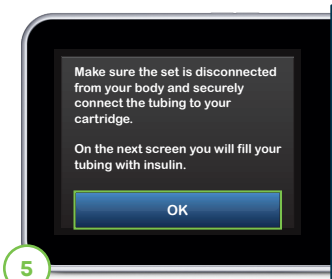 Make sure the set is disconnected
from your body and securely
connect the tubing to your
cartridge.
On the next screen you will fill your
tubing with insulin.
OK
5